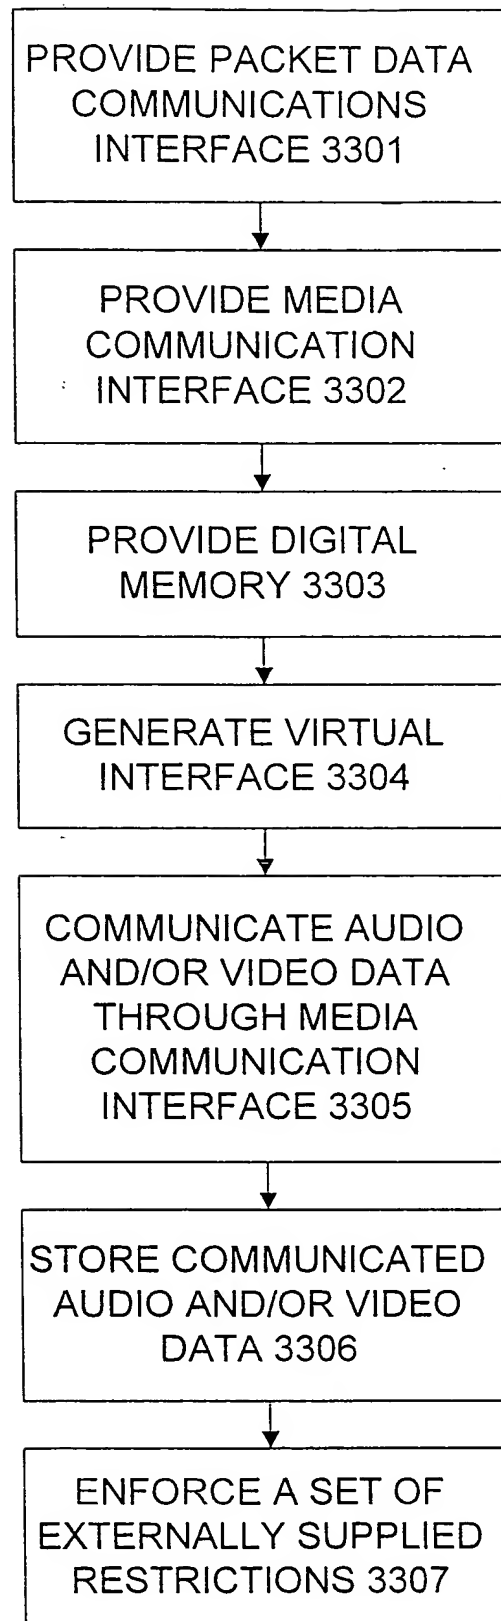 PROVIDE PACKET DATA
COMMUNICATIONS
INTERFACE 3301
PROVIDE MEDIA
COMMUNICATION
INTERFACE 3302
PROVIDE DIGITAL
MEMORY 3303
GENERATE VIRTUAL
INTERFACE 3304
COMMUNICATE AUDIO
AND/OR VIDEO DATA
THROUGH MEDIA
COMMUNICATION
INTERFACE 3305
STORE COMMUNICATED
AUDIO AND/OR VIDEO
DATA 3306
ENFORCE A SET OF
EXTERNALLY SUPPLIED
RESTRICTIONS 3307